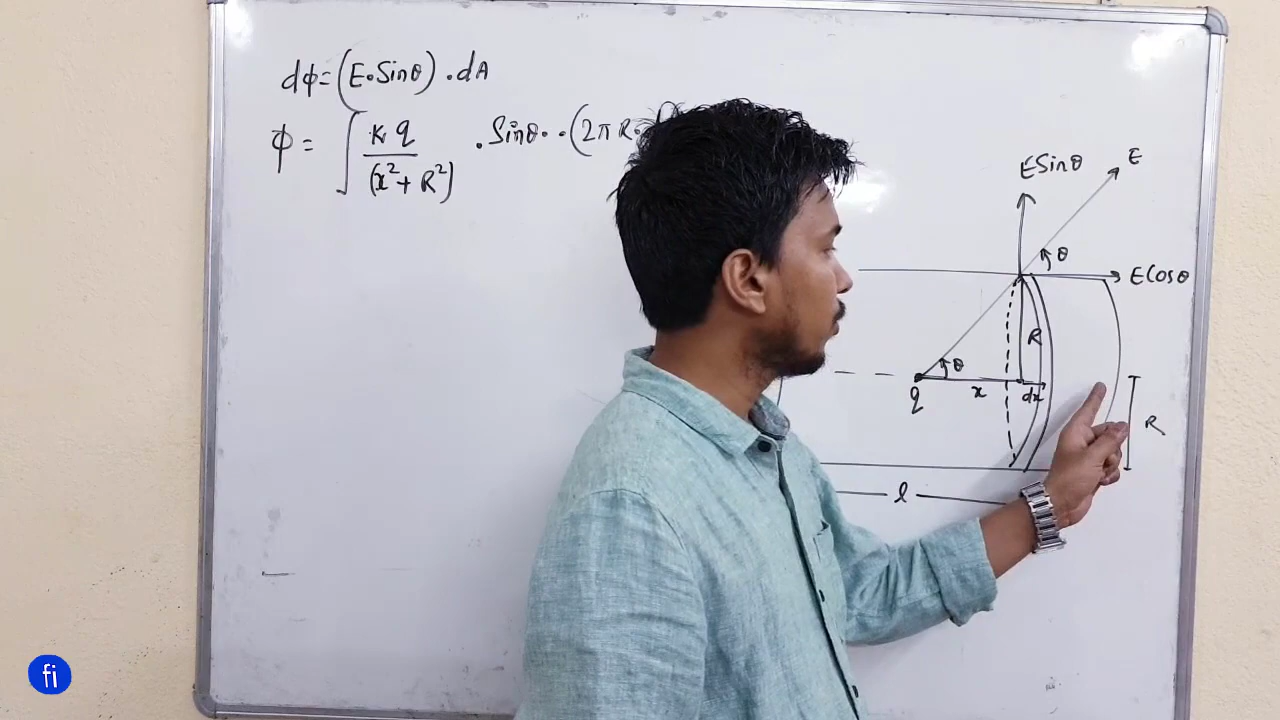 dϕ=(E.Sinθ).dA
ϕ = ∫ K q / (x²+R²) .Sinθ..(2πR.
ESinθ
E
θ
ECosθ
R
θ
q
x
dx
R
l
fi